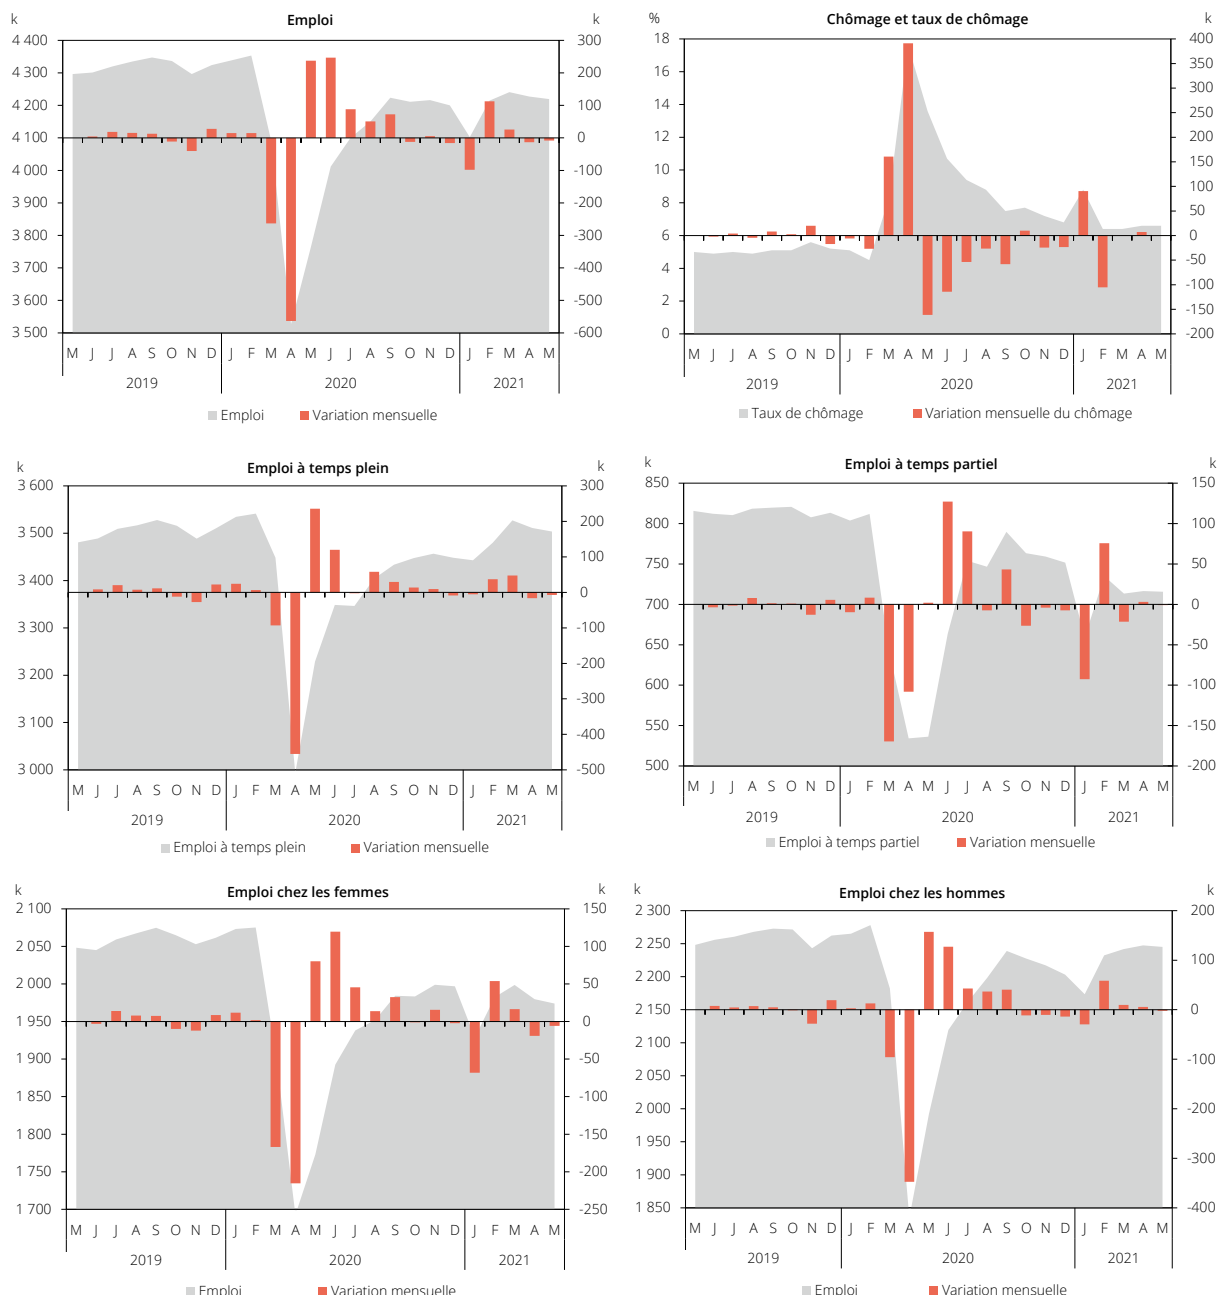 Emploi
k k
4 400 300
4 300 200
4 200 100
4 100 0
4 000 -100
3 900 -200
3 800 -300
3 700 -400
3 600 -500
3 500 -600
M J J A S O N D J F M A M J J A S O N D J F M A M
2019 2020 2021
Emploi Variation mensuelle
Chômage et taux de chômage
% k
18 400
16 350
14 300
12 250
10 200
8 150
6 100
4 50
2 0
0 -50
-100
-150
-200
M J J A S O N D J F M A M J J A S O N D J F M A M
2019 2020 2021
Taux de chômage Variation mensuelle du chômage
Emploi à temps plein
k k
3 600 300
3 500 200
3 400 100
3 300 0
3 200 -100
3 100 -200
3 000 -300
-400
-500
M J J A S O N D J F M A M J J A S O N D J F M A M
2019 2020 2021
Emploi à temps plein Variation mensuelle
Emploi à temps partiel
k k
850 150
800 100
750 50
700 0
650 -50
600 -100
550 -150
500 -200
M J J A S O N D J F M A M J J A S O N D J F M A M
2019 2020 2021
Emploi à temps partiel Variation mensuelle
Emploi chez les femmes
k k
2 100 150
2 050 100
2 000 50
1 950 0
1 900 -50
1 850 -100
1 800 -150
1 750 -200
1 700 -250
M J J A S O N D J F M A M J J A S O N D J F M A M
2019 2020 2021
Emploi Variation mensuelle
Emploi chez les hommes
k k
2 300 200
2 250 100
2 200 0
2 150 -100
2 100 -200
2 050 -300
2 000 -400
1 950
1 900
1 850
M J J A S O N D J F M A M J J A S O N D J F M A M
2019 2020 2021
Emploi Variation mensuelle